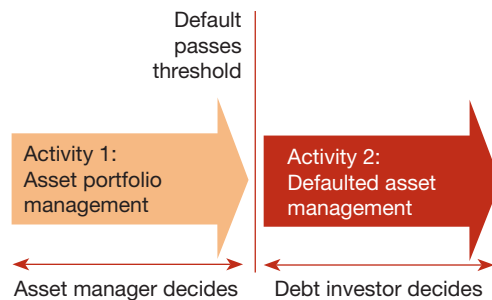 Default
passes
threshold
Activity 1:
Asset portfolio
management
Activity 2:
Defaulted asset
management
Asset manager decides
Debt investor decides